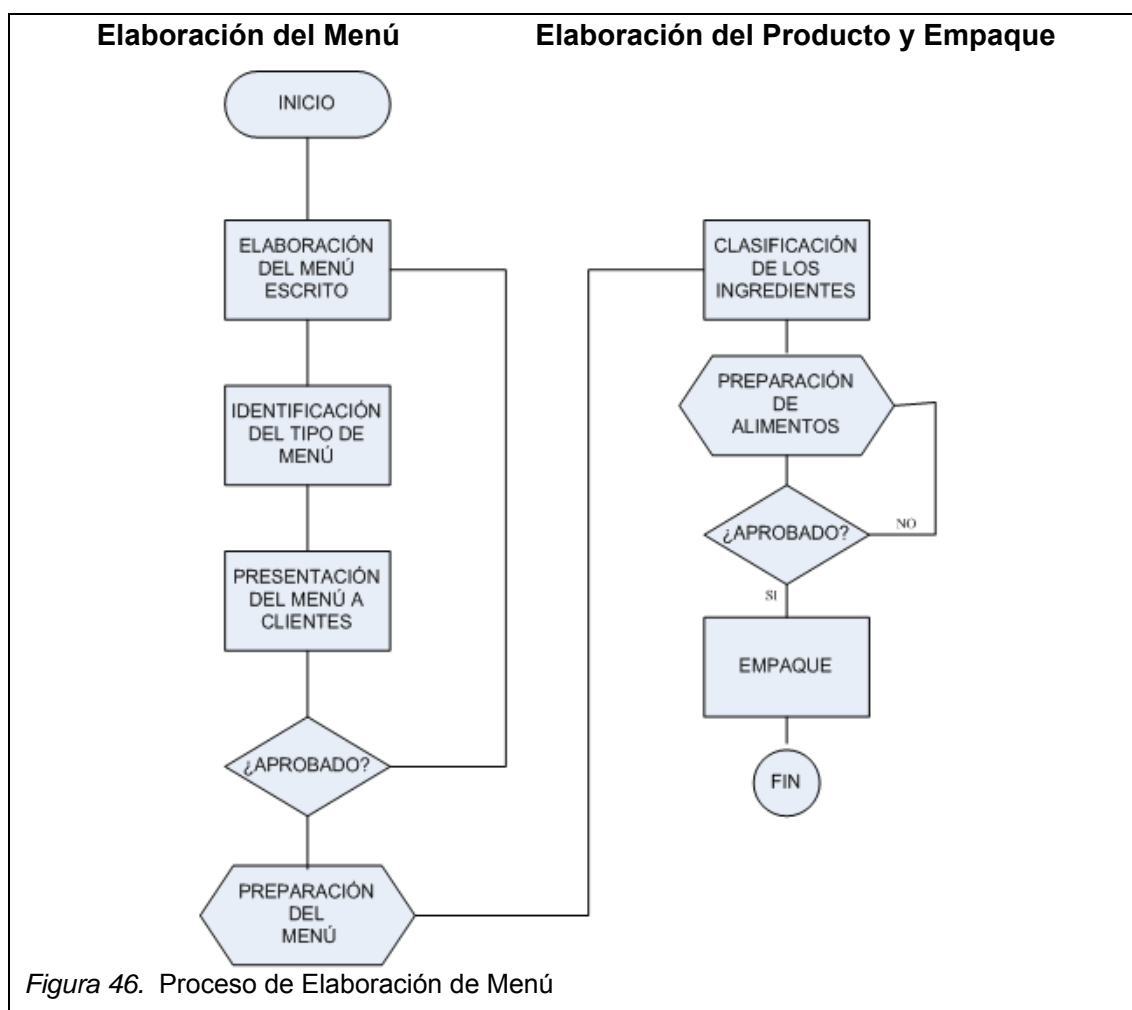 Elaboración del Menú
Elaboración del Producto y Empaque
INICIO
ELABORACIÓN
DEL MENÚ
ESCRITO
IDENTIFICACIÓN
DEL TIPO DE
MENÚ
PRESENTACIÓN
DEL MENÚ A
CLIENTES
¿APROBADO?
PREPARACIÓN
DEL
MENÚ
CLASIFICACIÓN
DE LOS
INGREDIENTES
PREPARACIÓN
DE
ALIMENTOS
¿APROBADO?
NO
SI
EMPAQUE
FIN
Figura 46. Proceso de Elaboración de Menú